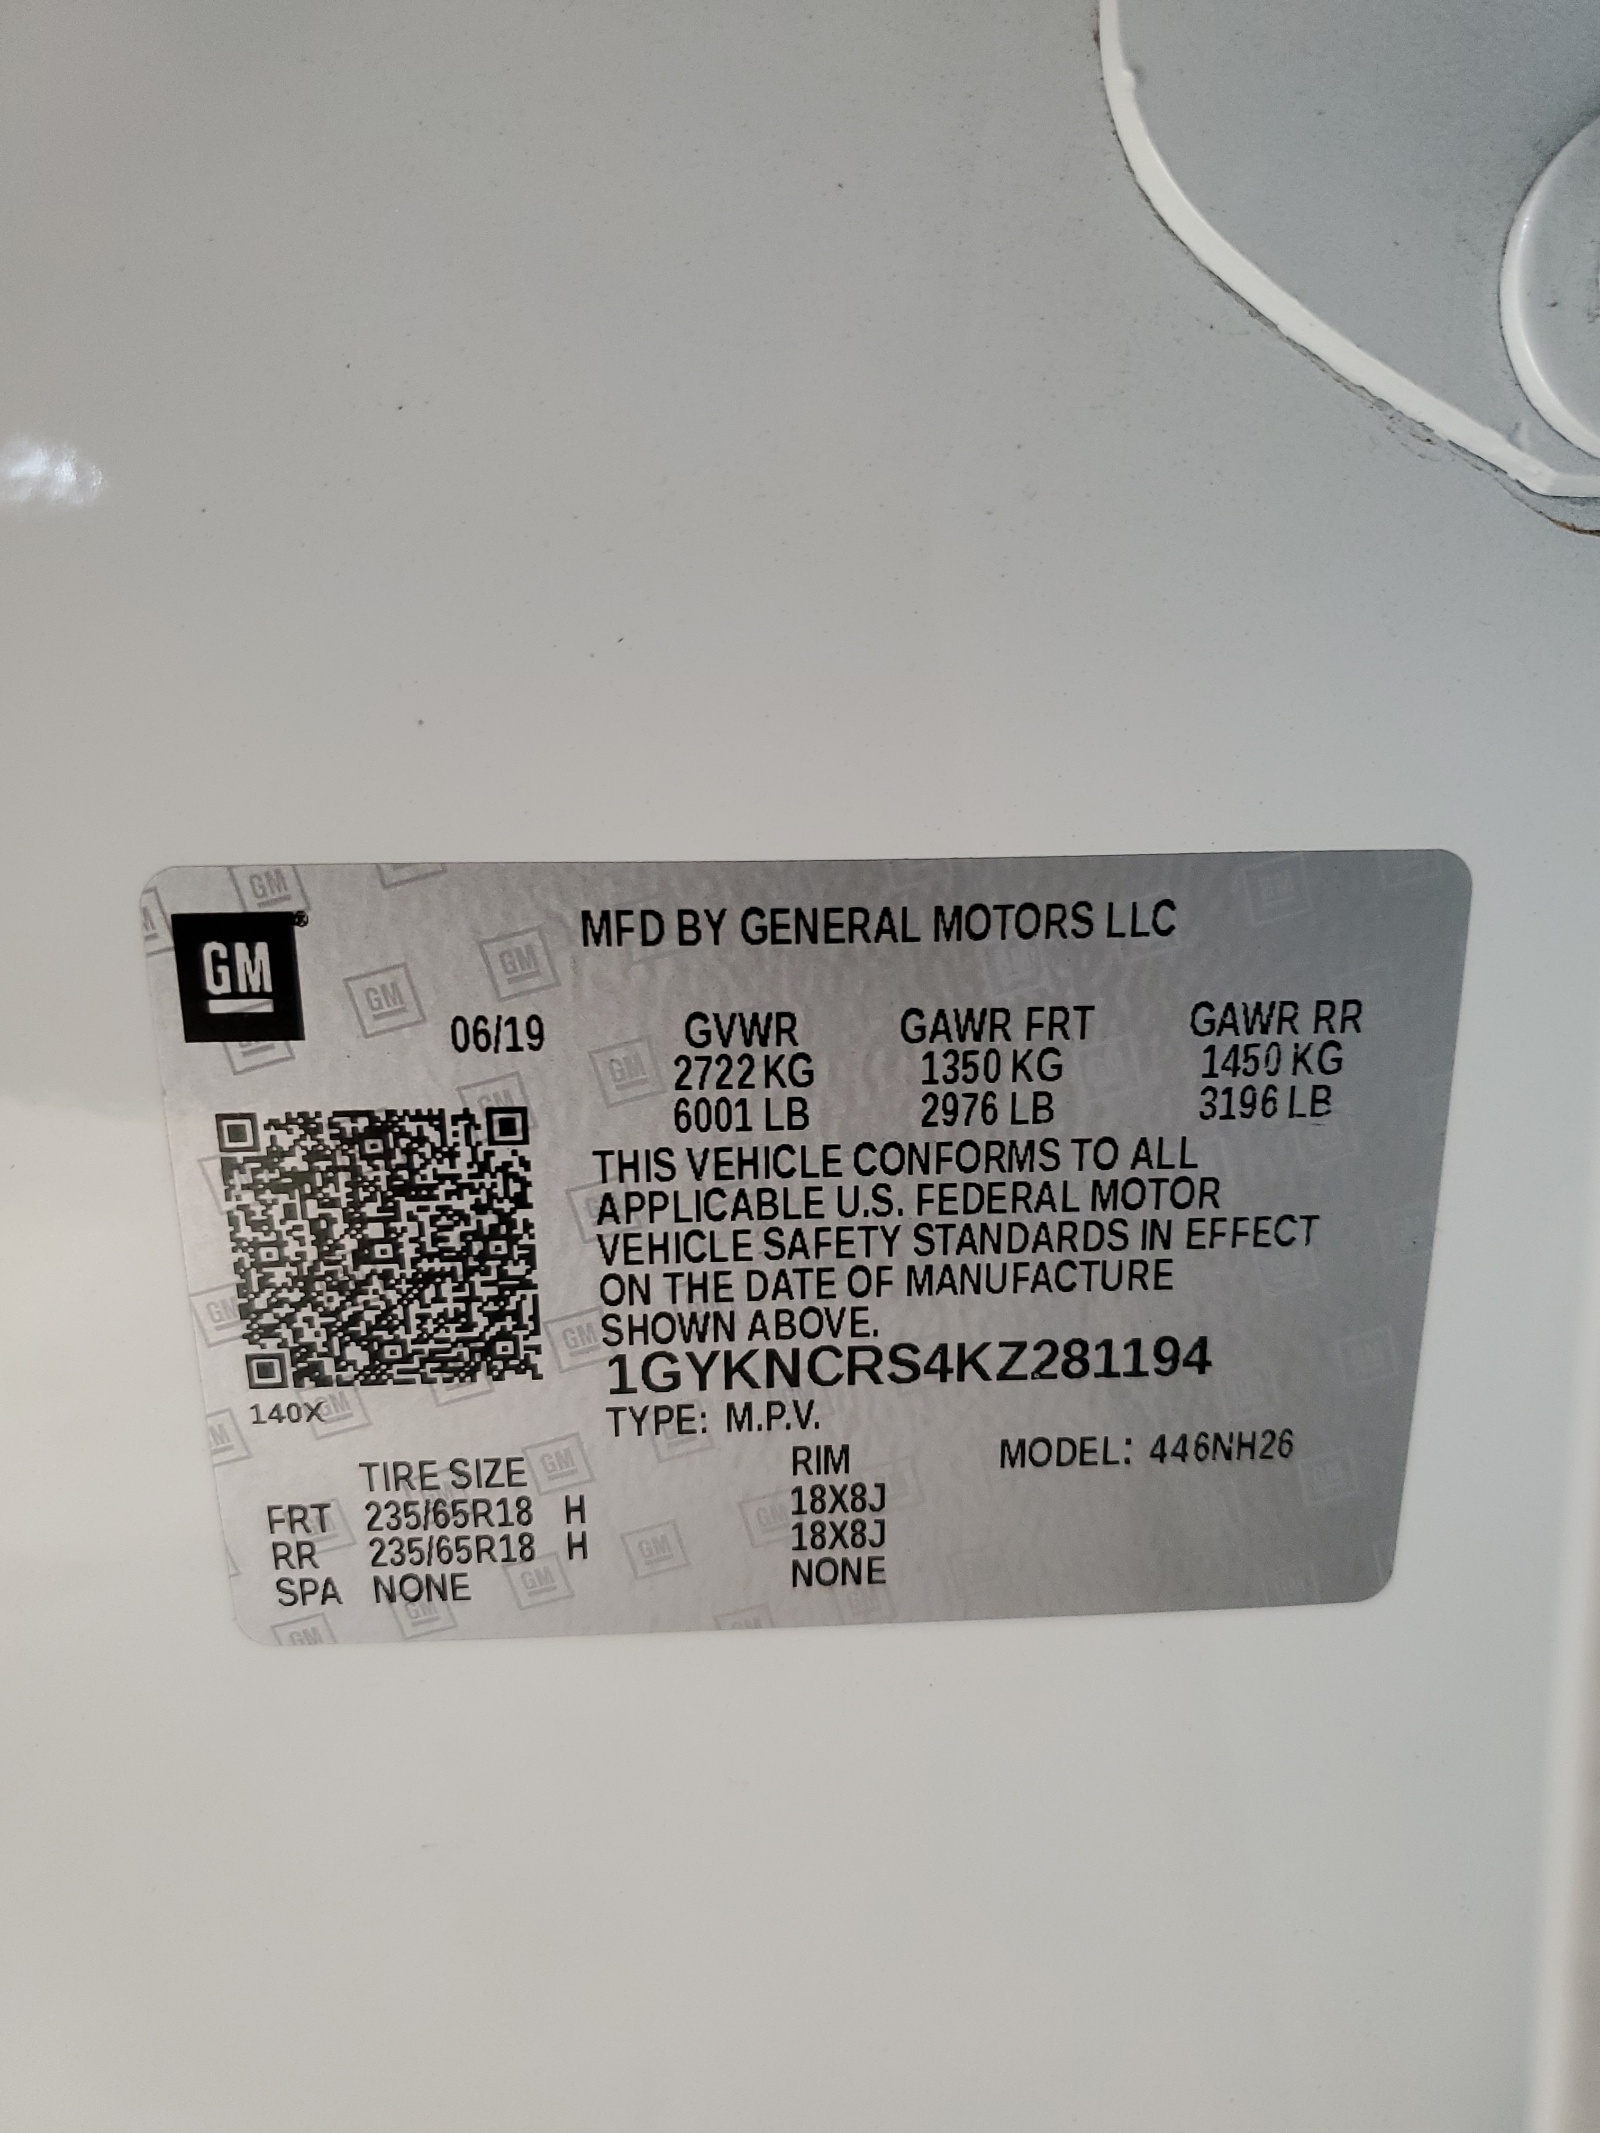 GM®
MFD BY GENERAL MOTORS LLC
06/19 GVWR GAWR FRT GAWR RR
2722 KG 1350 KG 1450 KG
6001 LB 2976 LB 3196 LB
THIS VEHICLE CONFORMS TO ALL
APPLICABLE U.S. FEDERAL MOTOR
VEHICLE SAFETY STANDARDS IN EFFECT
ON THE DATE OF MANUFACTURE
SHOWN ABOVE.
1GYKNCRS4KZ281194
140X
TYPE: M.P.V.
TIRE SIZE RIM MODEL: 446NH26
FRT 235/65R18 H 18X8J
RR 235/65R18 H 18X8J
SPA NONE NONE